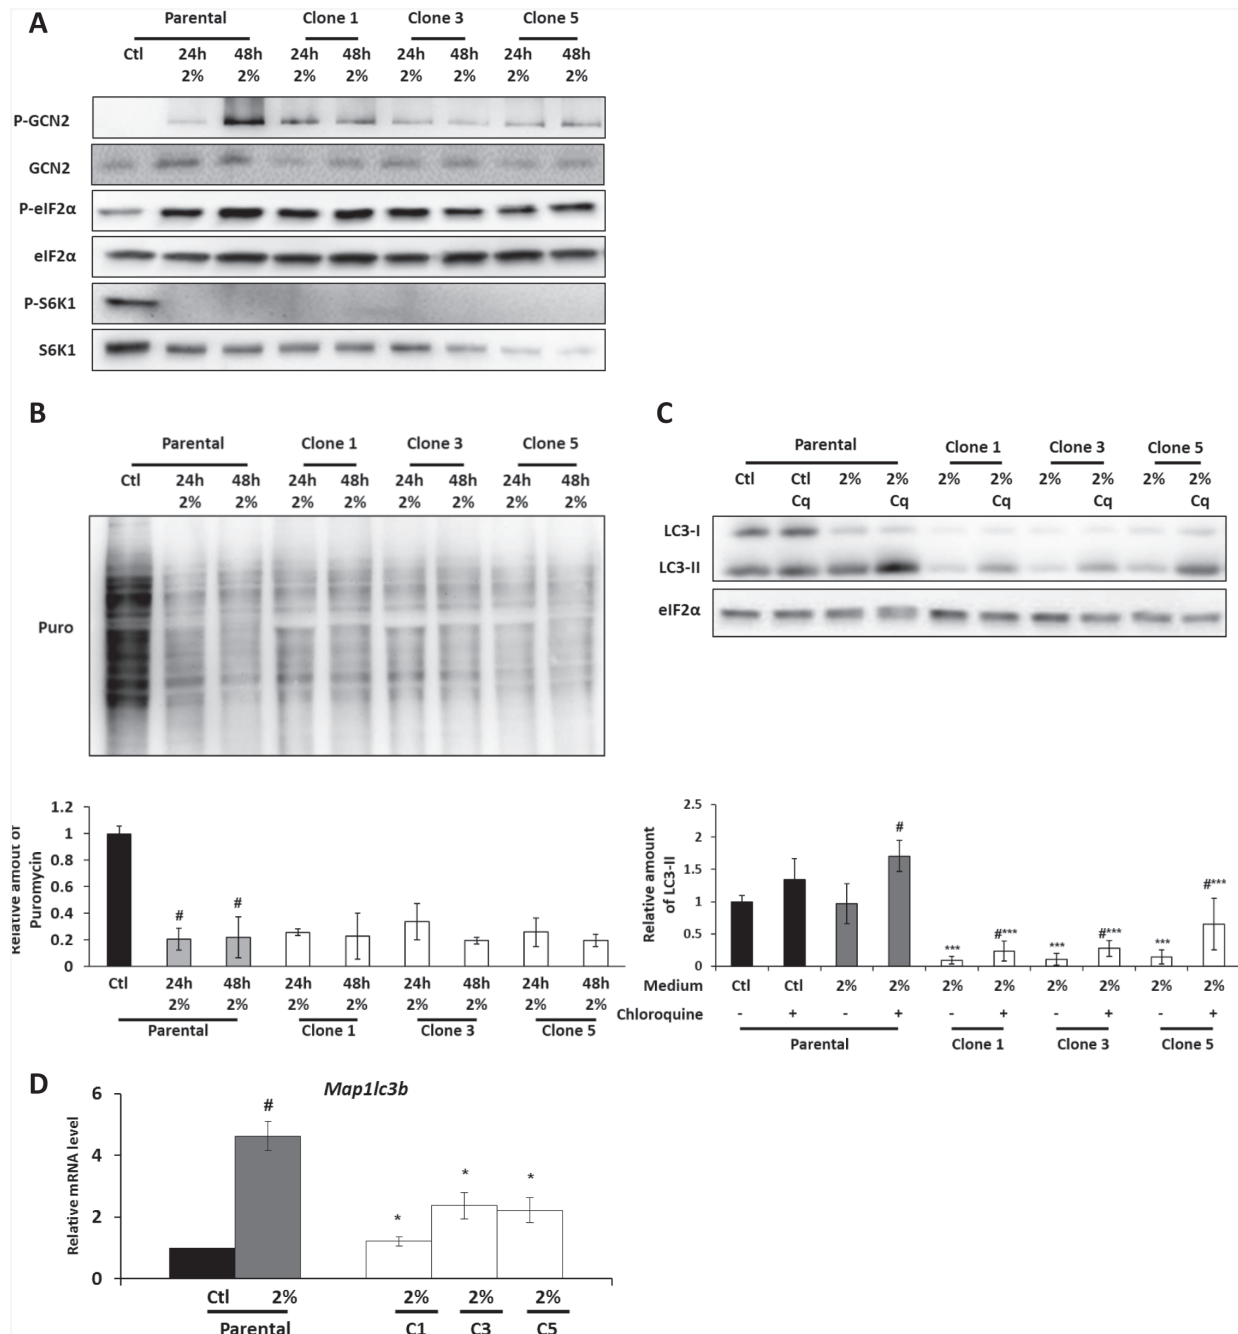 A
Parental Clone 1 Clone 3 Clone 5
Ctl 24h 48h 24h 48h 24h 48h 24h 48h
2% 2% 2% 2% 2% 2% 2% 2%
P-GCN2
GCN2
P-eIF2α
eIF2α
P-S6K1
S6K1
B
Parental Clone 1 Clone 3 Clone 5
Ctl 24h 48h 24h 48h 24h 48h 24h 48h
2% 2% 2% 2% 2% 2% 2% 2%
Puro
1.2
1
0.8
0.6
0.4
0.2
0
Relative amout of
Puromycin
# #
Ctl 24h 48h 24h 48h 24h 48h 24h 48h
2% 2% 2% 2% 2% 2% 2% 2%
Parental Clone 1 Clone 3 Clone 5
C
Parental Clone 1 Clone 3 Clone 5
Ctl Ctl 2% 2% 2% 2% 2% 2% 2% 2%
Cq Cq Cq Cq Cq
LC3-I
LC3-II
eIF2α
2.5
2
1.5
1
0.5
0
Relative amount
of LC3-II
# *** #*** *** #*** *** #***
Medium Ctl Ctl 2% 2% 2% 2% 2% 2% 2% 2%
Chloroquine - + - + - + - + - +
Parental Clone 1 Clone 3 Clone 5
D
Map1lc3b
6
4
2
0
Relative mRNA level
# * * *
Ctl 2% 2% 2% 2%
Parental C1 C3 C5